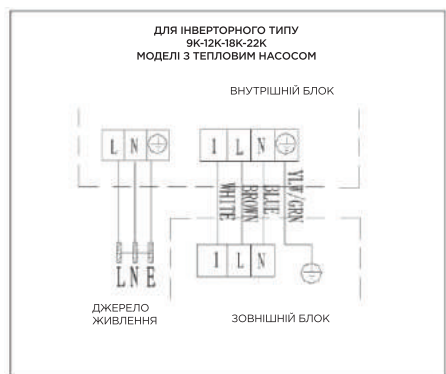 ДЛЯ ІНВЕРТОРНОГО ТИПУ
9K-12K-18K-22K
МОДЕЛІ З ТЕПЛОВИМ НАСОСОМ
ВНУТРІШНІЙ БЛОК
L N
1 L N
WHITE
BROWN
BLUE
YLW/GRN
1 L N
L N E
ДЖЕРЕЛО
ЖИВЛЕННЯ
ЗОВНІШНІЙ БЛОК